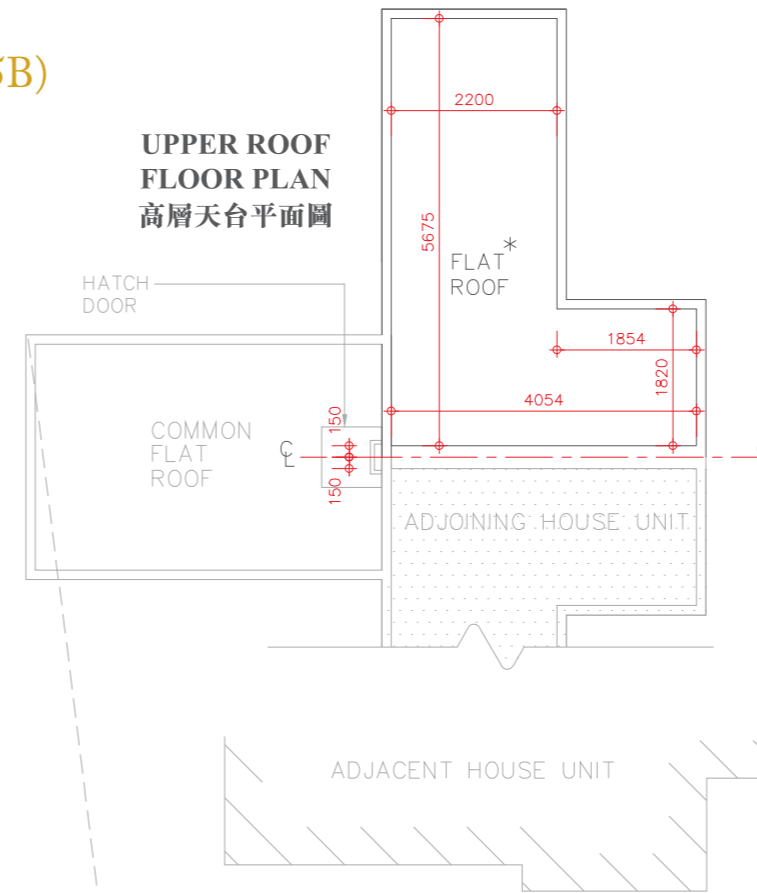 5B)
UPPER ROOF
FLOOR PLAN
高層天台平面圖
2200
5675
FLAT*
ROOF
HATCH
DOOR
1854
1820
4054
150
COMMON
FLAT
ROOF
℄
150
ADJOINING HOUSE UNIT
ADJACENT HOUSE UNIT